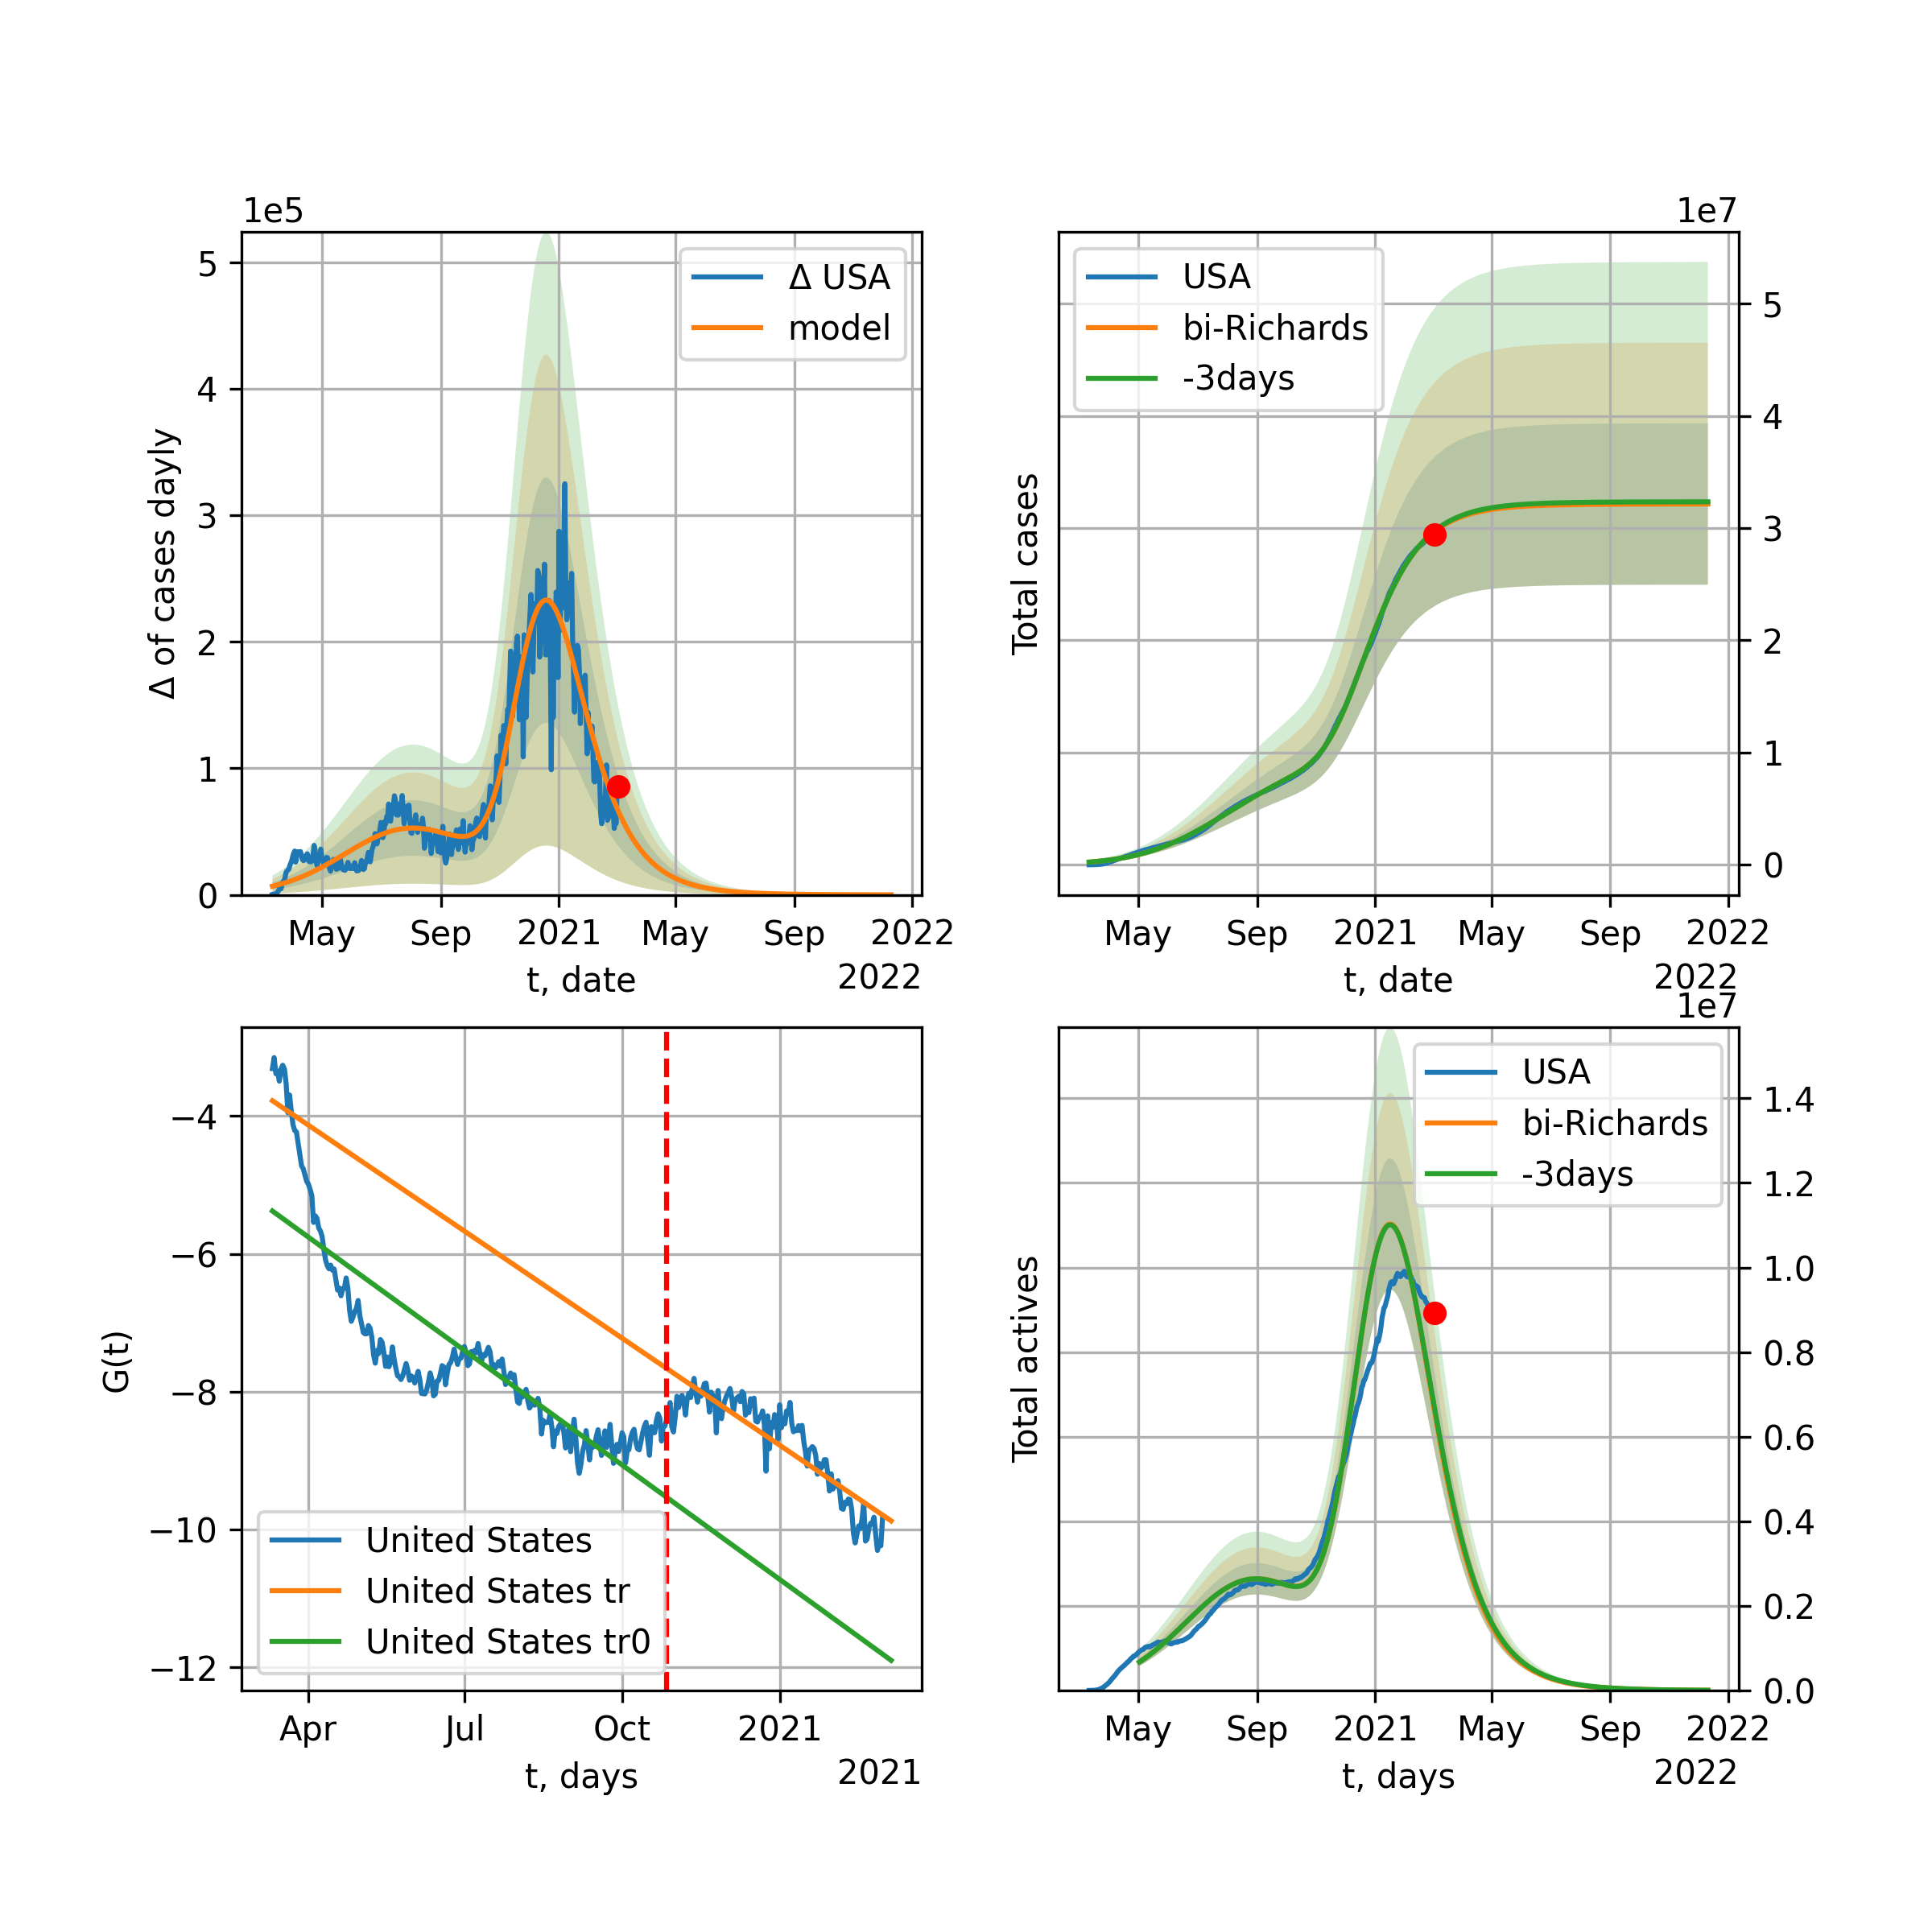 1e5
Δ of cases dayly
5
4
3
2
1
0
Δ USA
model
May Sep 2021 May Sep 2022
t, date
2022
1e7
Total cases
USA
bi-Richards
-3days
5
4
3
2
1
0
May Sep 2021 May Sep 2022
t, date
2022
G(t)
−4
−6
−8
−10
−12
United States
United States tr
United States tr0
Apr Jul Oct 2021
t, days
2021
1e7
Total actives
USA
bi-Richards
-3days
1.4
1.2
1.0
0.8
0.6
0.4
0.2
0.0
May Sep 2021 May Sep 2022
t, days
2022